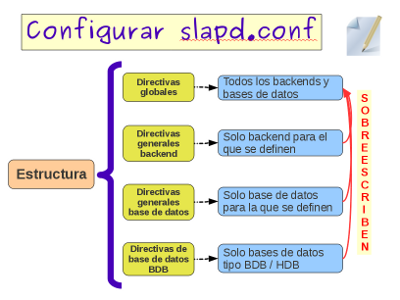 Configurar slapd.conf
Directivas
globales
Todos los backends y
bases de datos
Directivas
generales
backend
Solo backend para el
que se definen
Estructura
Directivas
generales
base de datos
Solo base de datos
para la que se definen
Directivas de
base de datos
BDB
Solo bases de datos
tipo BDB / HDB
SOBREESCRIBEN